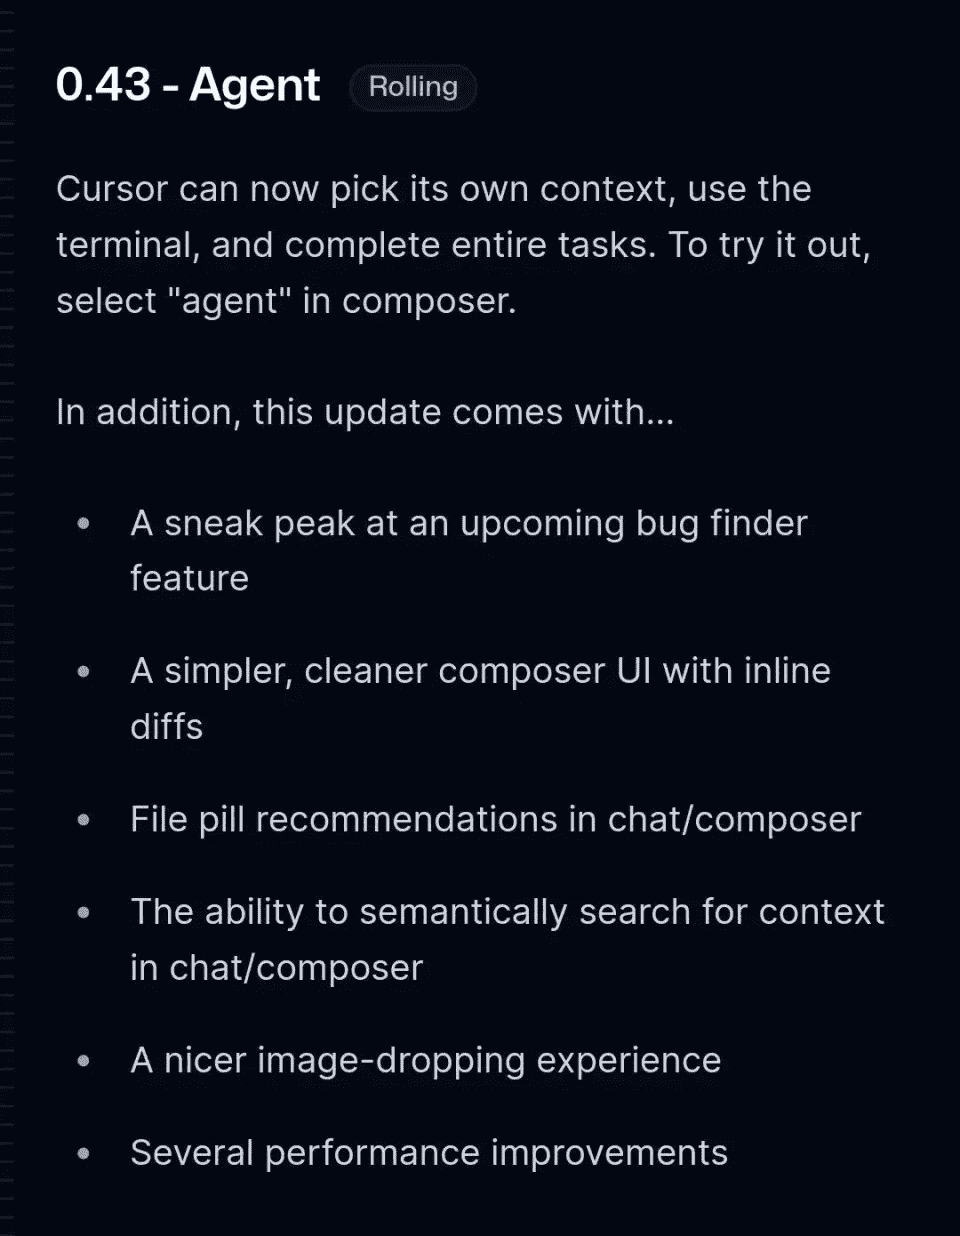 0.43 - Agent Rolling
Cursor can now pick its own context, use the
terminal, and complete entire tasks. To try it out,
select "agent" in composer.
In addition, this update comes with...
• A sneak peak at an upcoming bug finder
feature
• A simpler, cleaner composer UI with inline
diffs
• File pill recommendations in chat/composer
• The ability to semantically search for context
in chat/composer
• A nicer image-dropping experience
• Several performance improvements